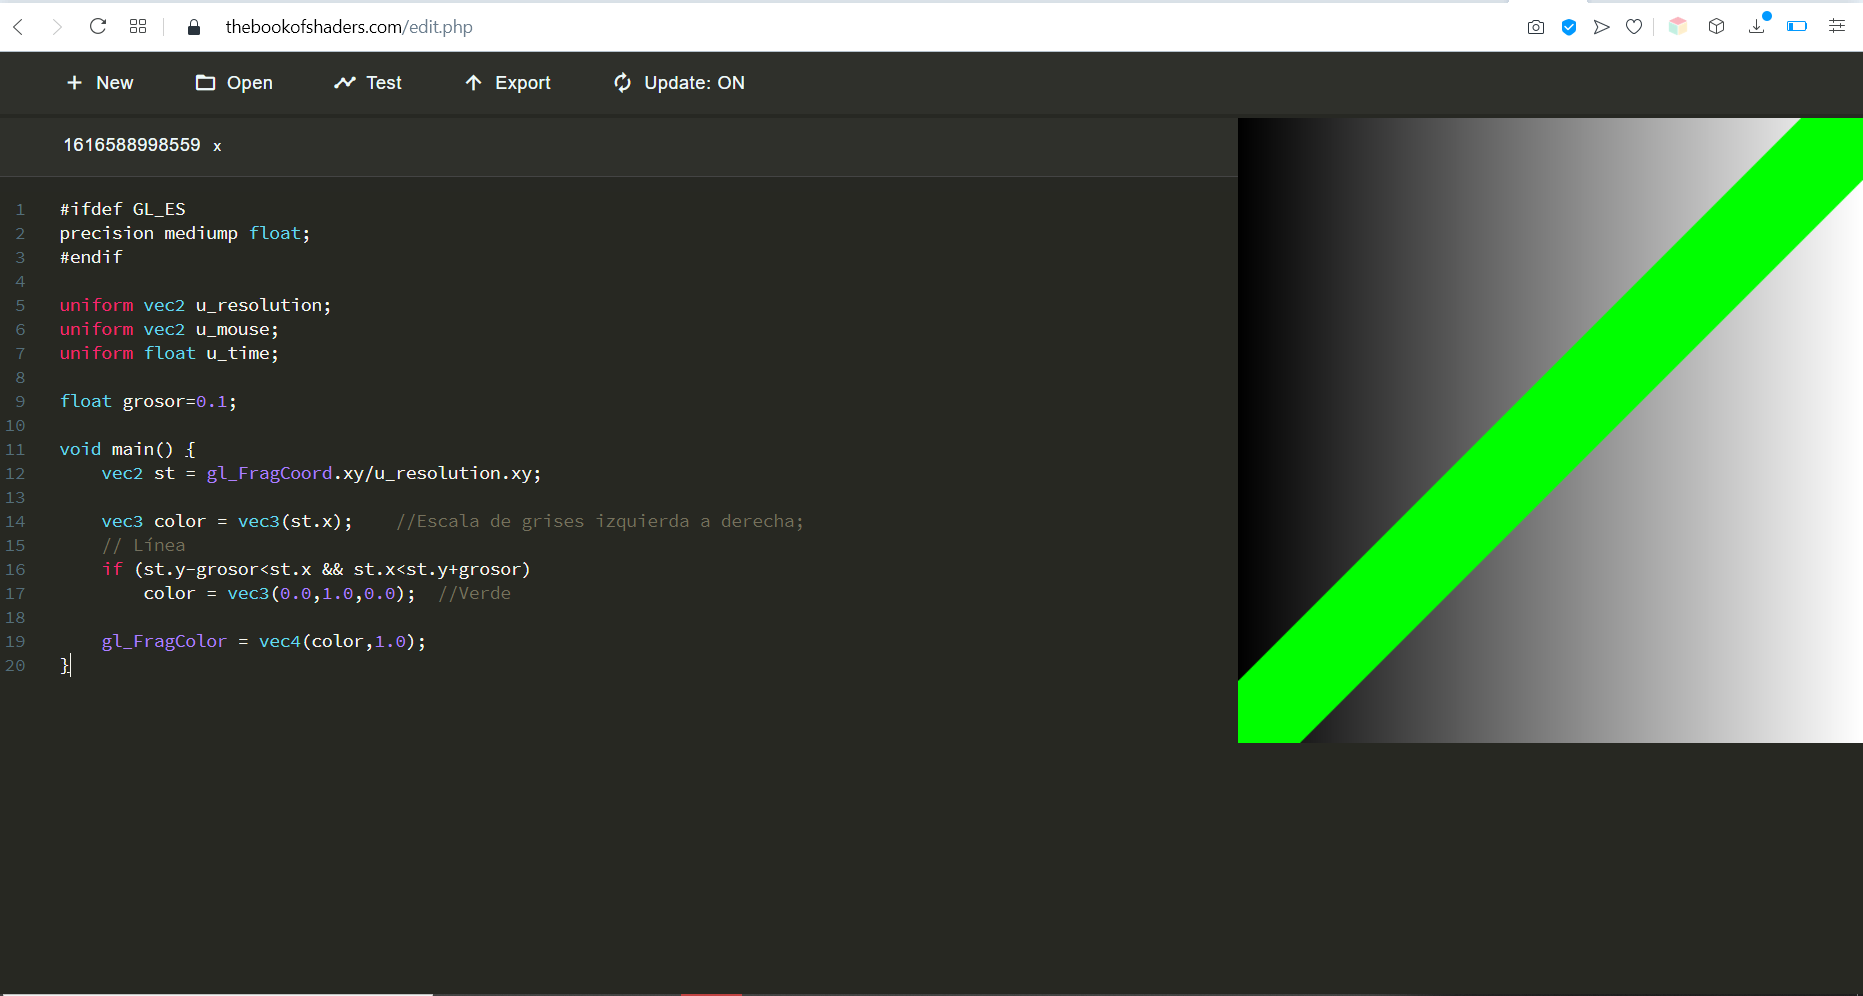 thebookofshaders.com/edit.php
+ New Open Test Export Update: ON
1616588998559 x
1 #ifdef GL_ES
2 precision mediump float;
3 #endif
4
5 uniform vec2 u_resolution;
6 uniform vec2 u_mouse;
7 uniform float u_time;
8
9 float grosor=0.1;
10
11 void main() {
12 vec2 st = gl_FragCoord.xy/u_resolution.xy;
13
14 vec3 color = vec3(st.x); //Escala de grises izquierda a derecha;
15 // Línea
16 if (st.y-grosor<st.x && st.x<st.y+grosor)
17 color = vec3(0.0,1.0,0.0); //Verde
18
19 gl_FragColor = vec4(color,1.0);
20 }